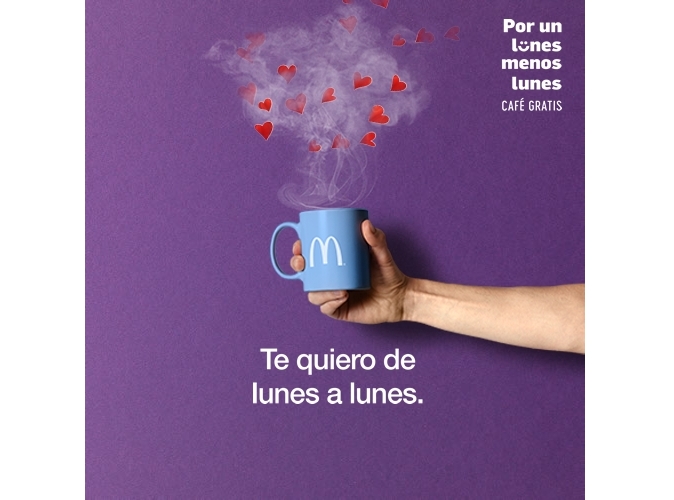 Por un
lunes
menos
lunes
CAFÉ GRATIS
M
Te quiero de
lunes a lunes.